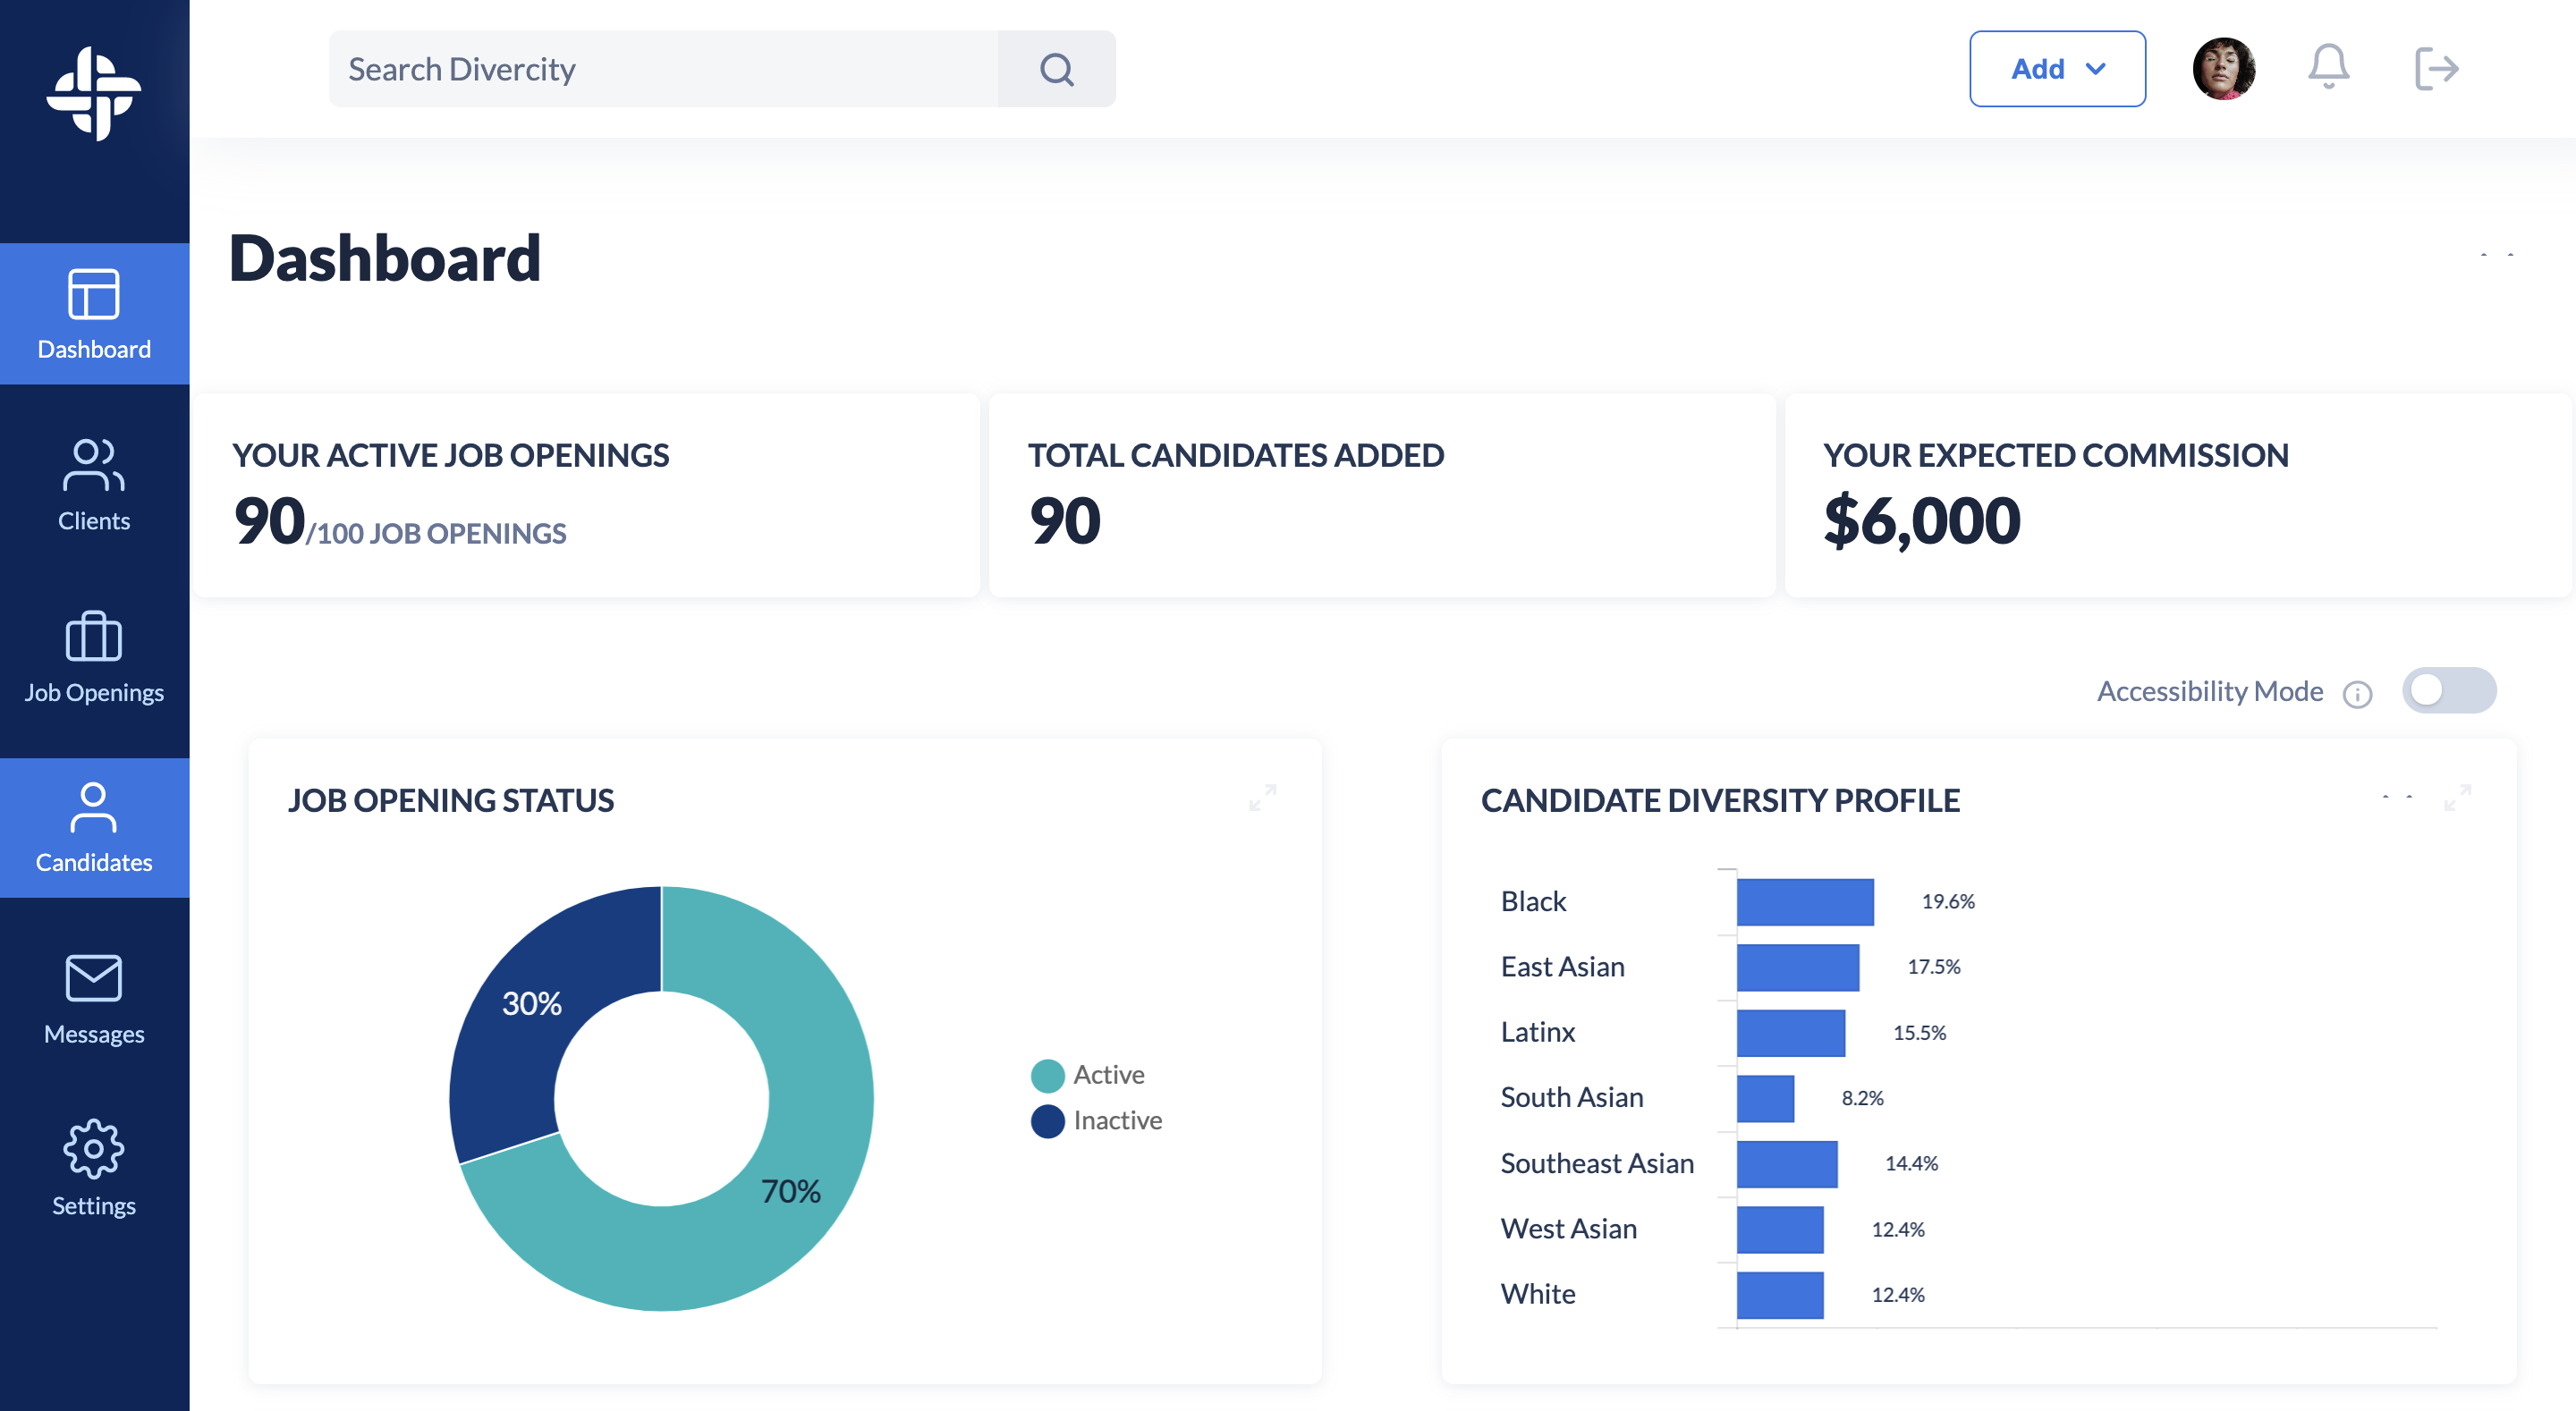 Search Divercity
Add
Dashboard
Clients
Job Openings
Candidates
Messages
Settings
Dashboard
YOUR ACTIVE JOB OPENINGS
90/100 JOB OPENINGS
TOTAL CANDIDATES ADDED
90
YOUR EXPECTED COMMISSION
$6,000
Accessibility Mode
JOB OPENING STATUS
30%
70%
Active
Inactive
CANDIDATE DIVERSITY PROFILE
Black 19.6%
East Asian 17.5%
Latinx 15.5%
South Asian 8.2%
Southeast Asian 14.4%
West Asian 12.4%
White 12.4%